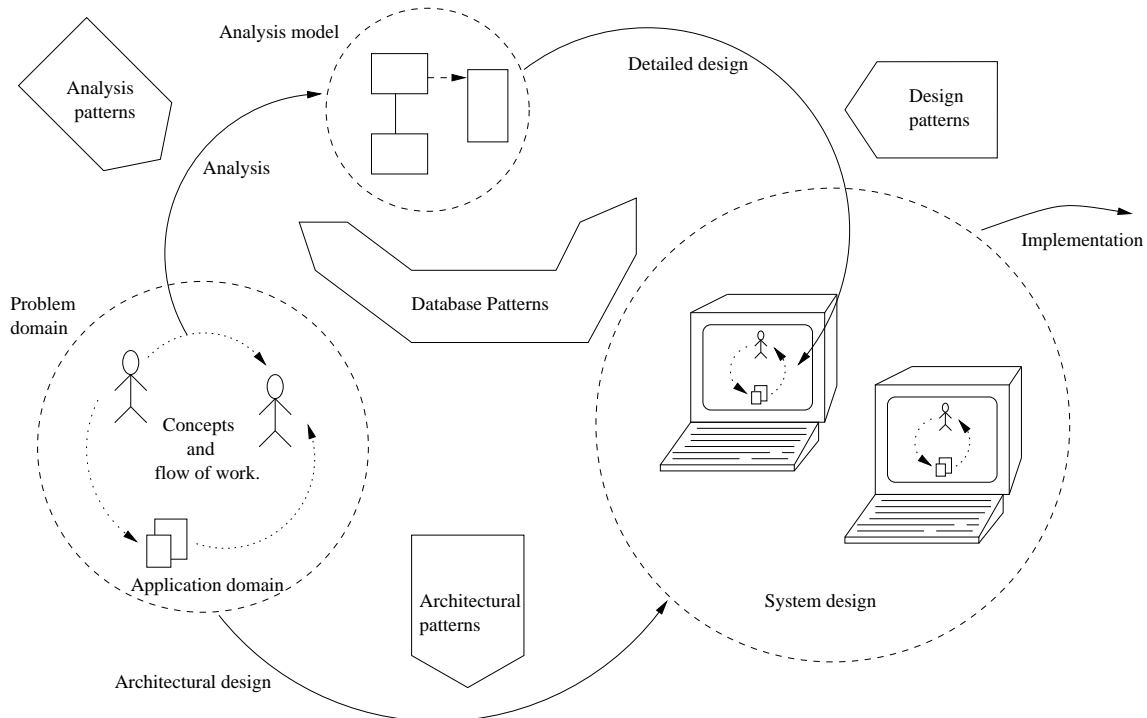 Analysis model
Analysis
patterns
Detailed design
Design
patterns
Analysis
Implementation
Problem
domain
Database Patterns
Concepts
and
flow of work.
Application domain
Architectural
patterns
System design
Architectural design